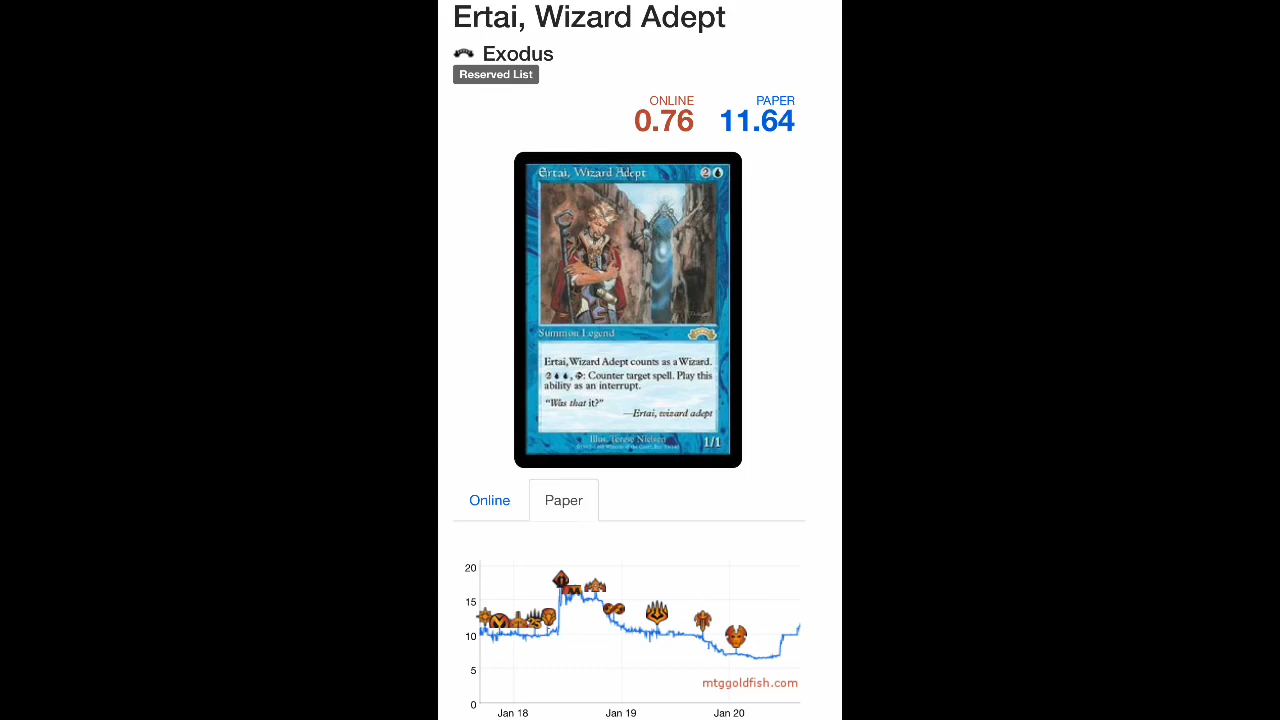 Ertai, Wizard Adept
Exodus
Reserved List
ONLINE PAPER
0.76 11.64
Ertai, Wizard Adept 2
Summon Legend
Ertai, Wizard Adept counts as a Wizard.
2 : Counter target spell. Play this
ability as an interrupt.
"Was that it?"
—Ertai, wizard adept
Illus. Terese Nielsen
1/1
Online Paper
20
15
10
5
0
mtggoldfish.com
Jan 18 Jan 19 Jan 20